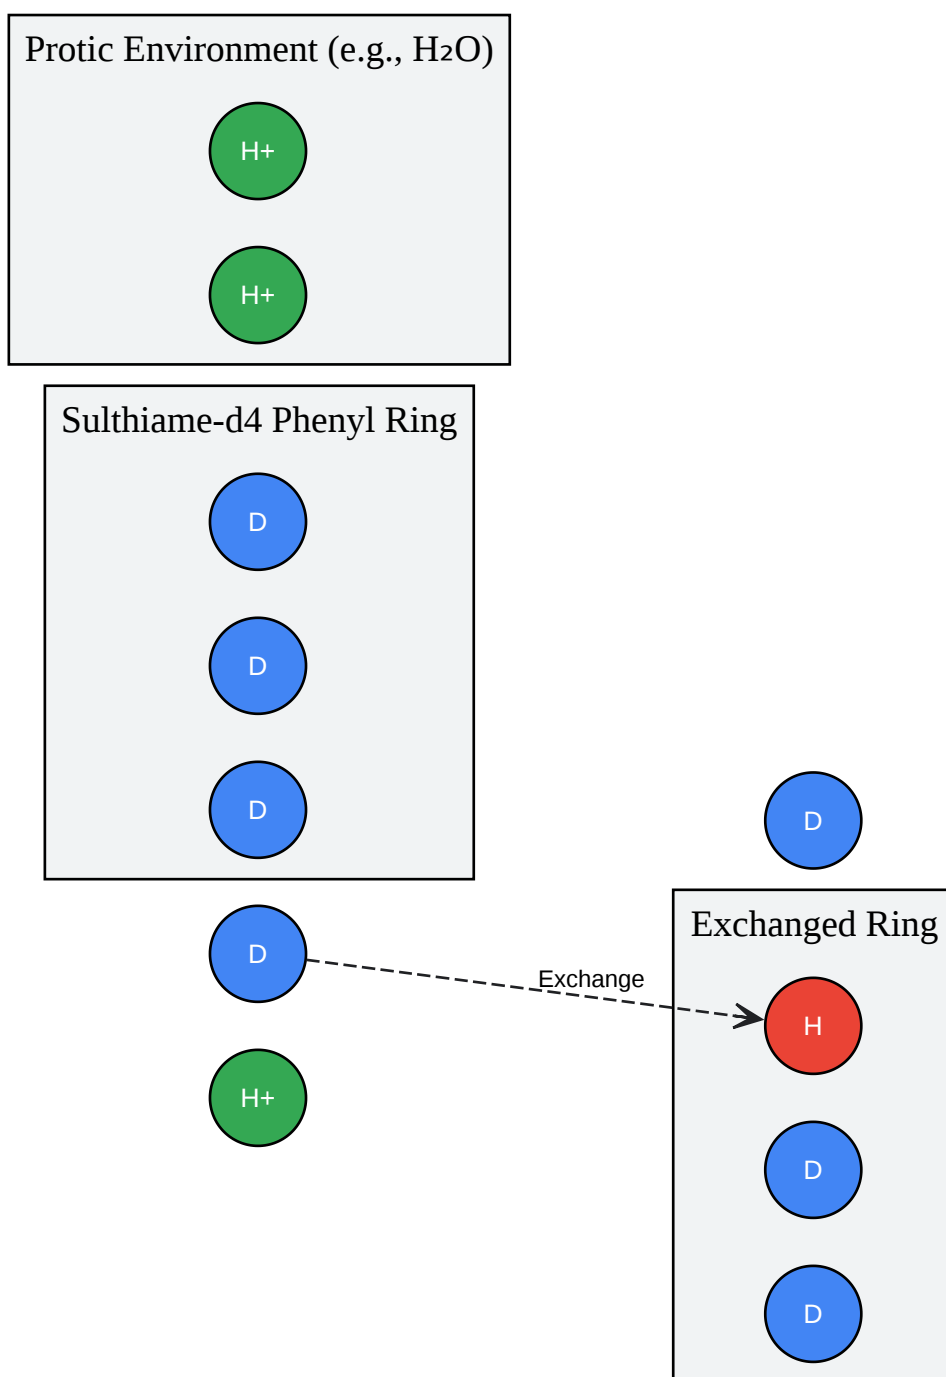 Protic Environment (e.g., H₂O)
H+
H+
Sulthiame-d4 Phenyl Ring
D
D
D
D
H+
Exchange
D
Exchanged Ring
H
D
D